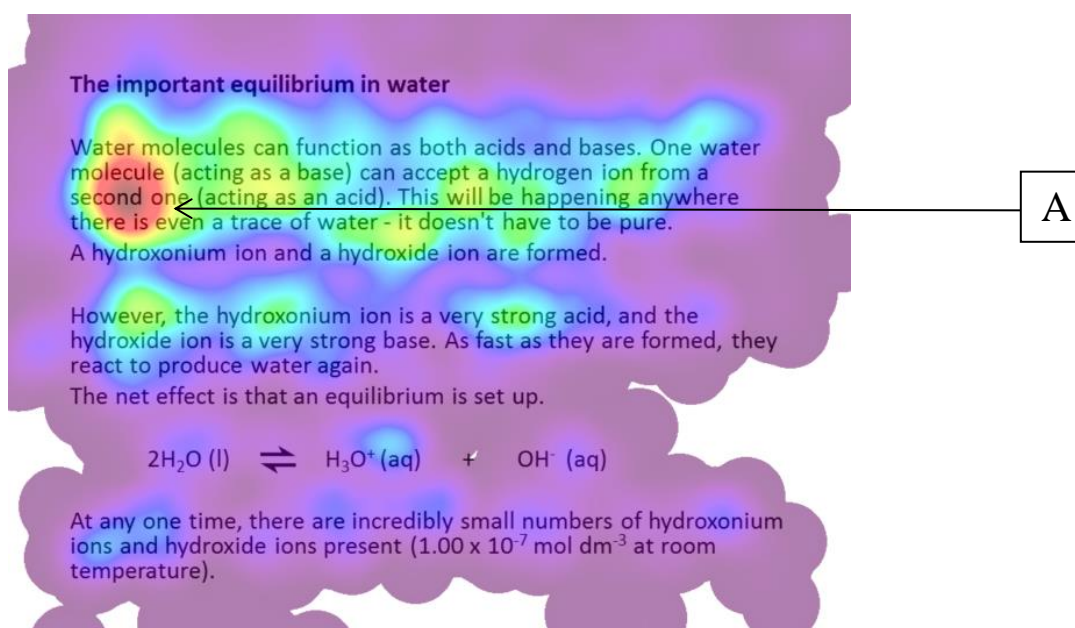 The important equilibrium in water
Water molecules can function as both acids and bases. One water
molecule (acting as a base) can accept a hydrogen ion from a
second one (acting as an acid). This will be happening anywhere
there is even a trace of water - it doesn't have to be pure.
A hydroxonium ion and a hydroxide ion are formed.
However, the hydroxonium ion is a very strong acid, and the
hydroxide ion is a very strong base. As fast as they are formed, they
react to produce water again.
The net effect is that an equilibrium is set up.
2H₂O (l) ⇌ H₃O⁺ (aq) + OH⁻ (aq)
At any one time, there are incredibly small numbers of hydroxonium
ions and hydroxide ions present (1.00 x 10⁻⁷ mol dm⁻³ at room
temperature).
A